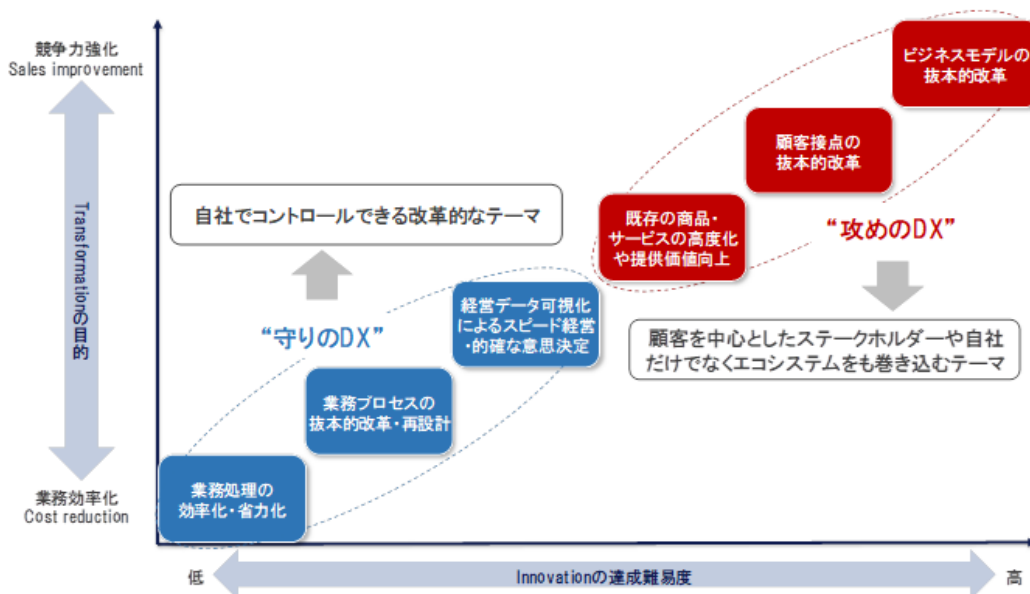 競争力強化
Sales improvement
ビジネスモデルの
抜本的改革
顧客接点の
抜本的改革
自社でコントロールできる改革的なテーマ
既存の商品・
サービスの高度化
や提供価値向上
“攻めのDX”
Transformationの目的
“守りのDX”
経営データ可視化
によるスピード経営
・的確な意思決定
顧客を中心としたステークホルダーや自社
だけでなくエコシステムをも巻き込むテーマ
業務プロセスの
抜本的改革・再設計
業務処理の
効率化・省力化
業務効率化
Cost reduction
低
Innovationの達成難易度
高